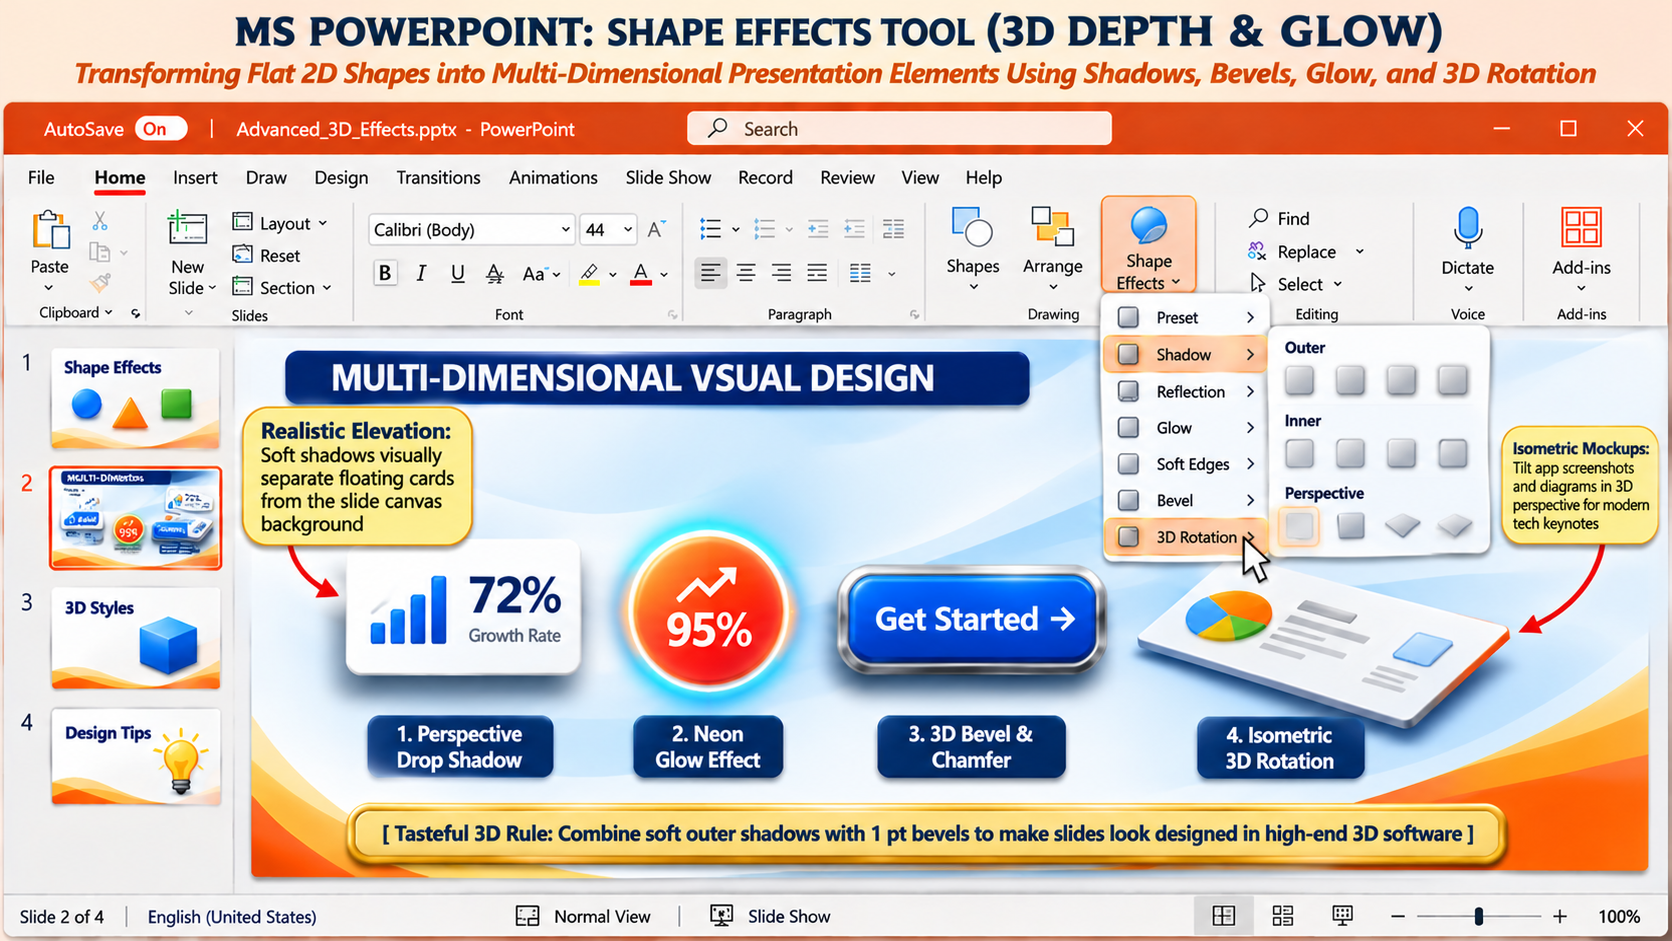 MS POWERPOINT: SHAPE EFFECTS TOOL (3D DEPTH & GLOW)
Transforming Flat 2D Shapes into Multi-Dimensional Presentation Elements Using Shadows, Bevels, Glow, and 3D Rotation
AutoSave On | Advanced_3D_Effects.pptx - PowerPoint
Search
File Home Insert Draw Design Transitions Animations Slide Show Record Review View Help
Paste
Clipboard
New
Slide
Layout
Reset
Section
Slides
Calibri (Body) 44 A
B I U A Aa A
Font
Paragraph
Shapes
Arrange
Drawing
Shape
Effects
Find
Replace
Select
Editing
Dictate
Voice
Add-ins
Add-ins
Preset
Shadow
Reflection
Glow
Soft Edges
Bevel
3D Rotation
Outer
Inner
Perspective
1
Shape Effects
2
MULTI-DIMENSION
72%
95%
3
3D Styles
4
Design Tips
MULTI-DIMENSIONAL VSUAL DESIGN
Realistic Elevation:
Soft shadows visually
separate floating cards
from the slide canvas
background
Isometric Mockups:
Tilt app screenshots
and diagrams in 3D
perspective for modern
tech keynotes
72%
Growth Rate
95%
Get Started →
1. Perspective
Drop Shadow
2. Neon
Glow Effect
3. 3D Bevel &
Chamfer
4. Isometric
3D Rotation
[ Tasteful 3D Rule: Combine soft outer shadows with 1 pt bevels to make slides look designed in high-end 3D software ]
Slide 2 of 4
English (United States)
Normal View
Slide Show
100%